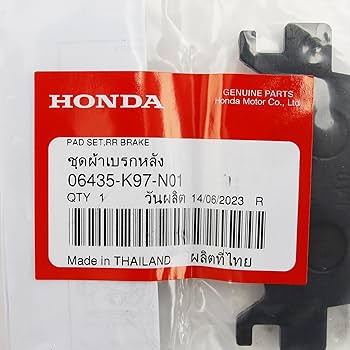 HONDA
GENUINE PARTS
Honda Motor Co., Ltd.
PAD SET,RR BRAKE
ชุดผ้าเบรกหลัง
06435-K97-N01
QTY 1 วันผลิต 14/06/2023 R
Made in THAILAND ผลิตที่ไทย